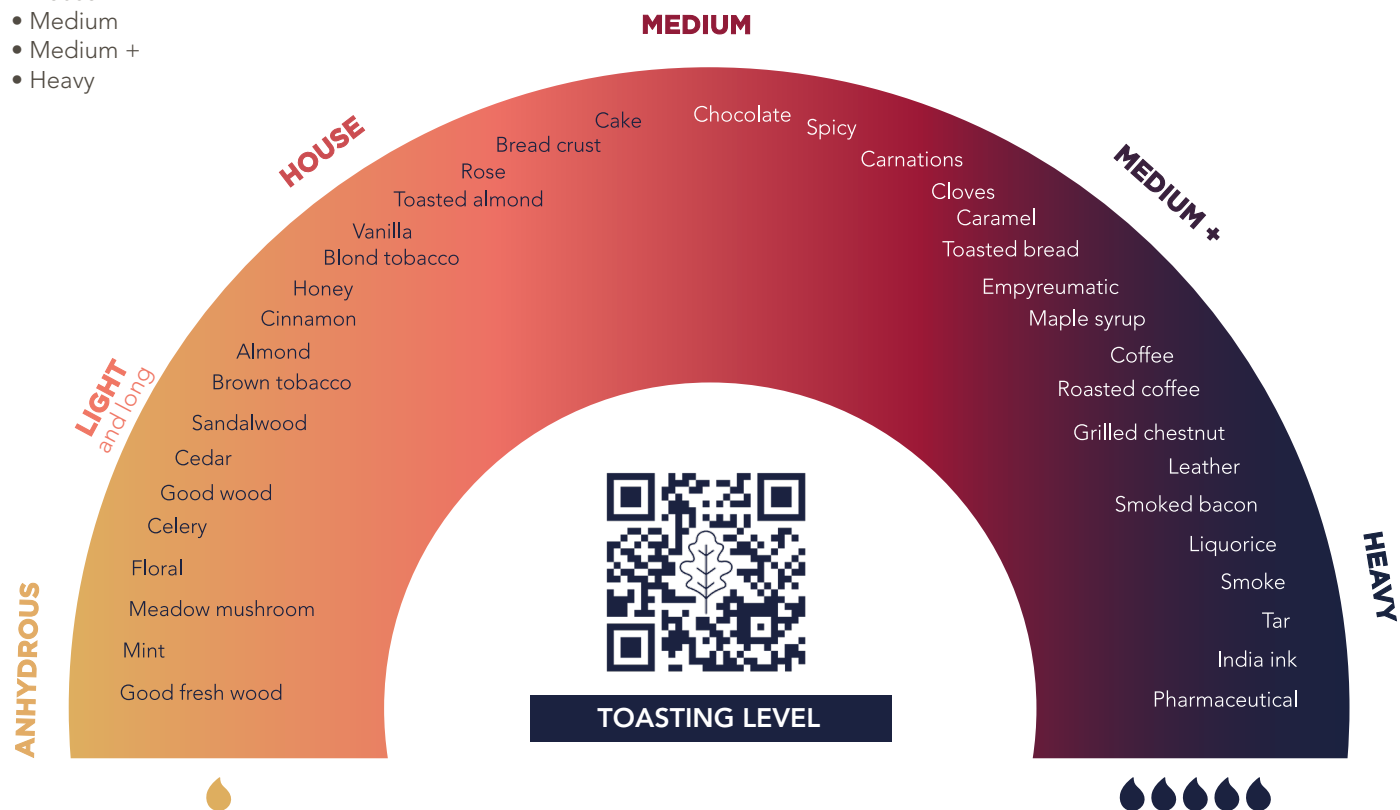 • Medium
• Medium +
• Heavy
MEDIUM
HOUSE
MEDIUM +
LIGHT
and long
ANHYDROUS
HEAVY
Cake
Bread crust
Rose
Toasted almond
Vanilla
Blond tobacco
Honey
Cinnamon
Almond
Brown tobacco
Sandalwood
Cedar
Good wood
Celery
Floral
Meadow mushroom
Mint
Good fresh wood
Chocolate
Spicy
Carnations
Cloves
Caramel
Toasted bread
Empyreumatic
Maple syrup
Coffee
Roasted coffee
Grilled chestnut
Leather
Smoked bacon
Liquorice
Smoke
Tar
India ink
Pharmaceutical
TOASTING LEVEL